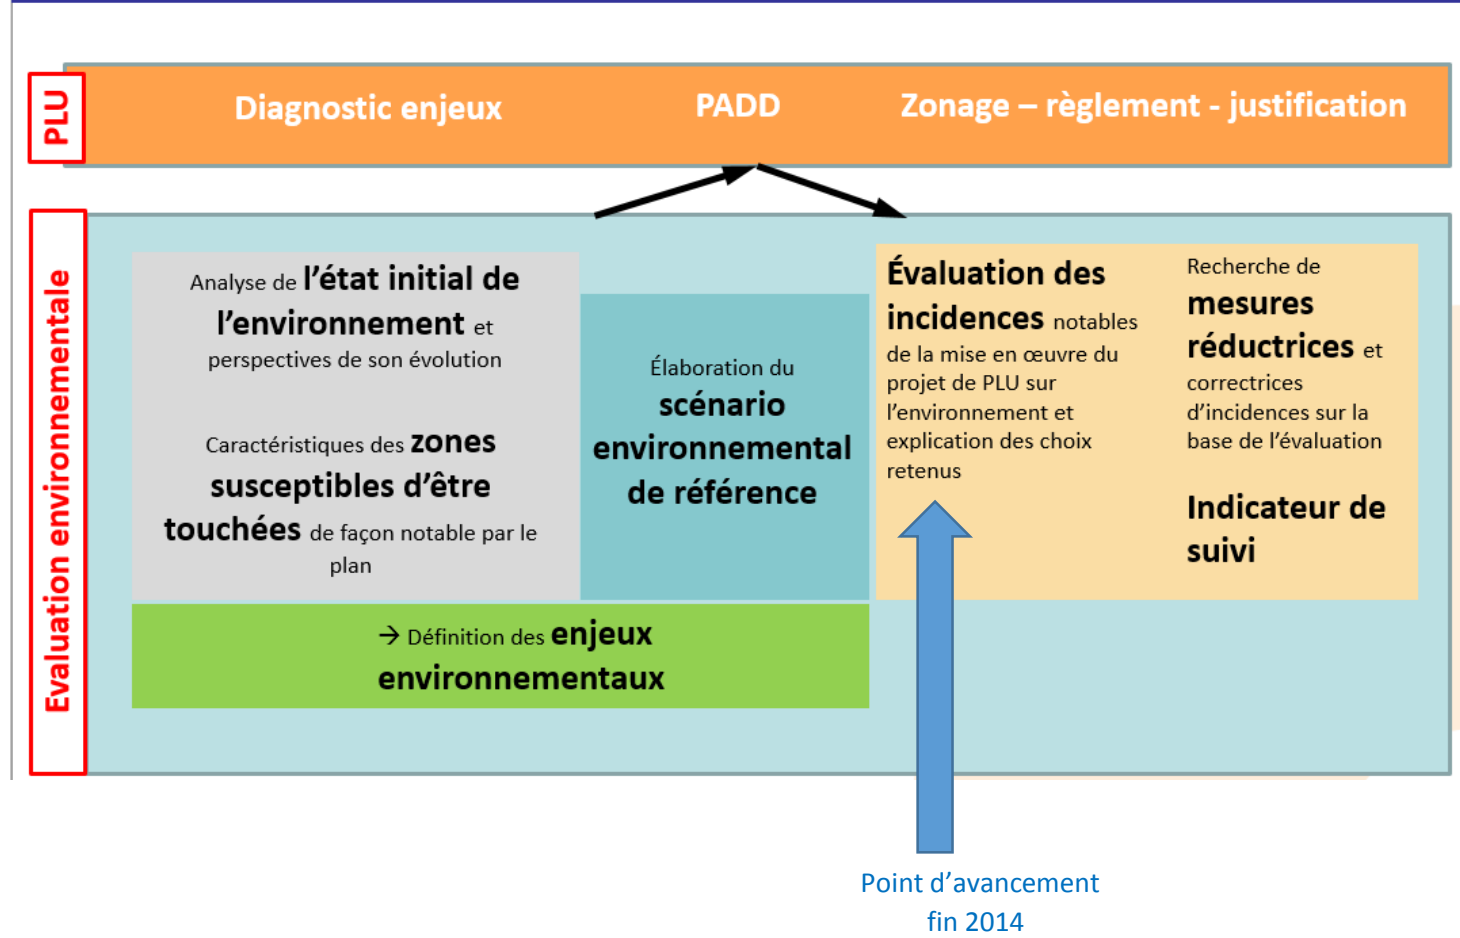 PLU
Diagnostic enjeux
PADD
Zonage – règlement - justification
Evaluation environnementale
Analyse de l’état initial de
l’environnement et
perspectives de son évolution
Caractéristiques des zones
susceptibles d’être
touchées de façon notable par le
plan
Élaboration du
scénario
environnemental
de référence
Évaluation des
incidences notables
de la mise en œuvre du
projet de PLU sur
l’environnement et
explication des choix
retenus
Recherche de
mesures
réductrices et
correctrices
d’incidences sur la
base de l’évaluation
Indicateur de
suivi
→ Définition des enjeux
environnementaux
Point d’avancement
fin 2014